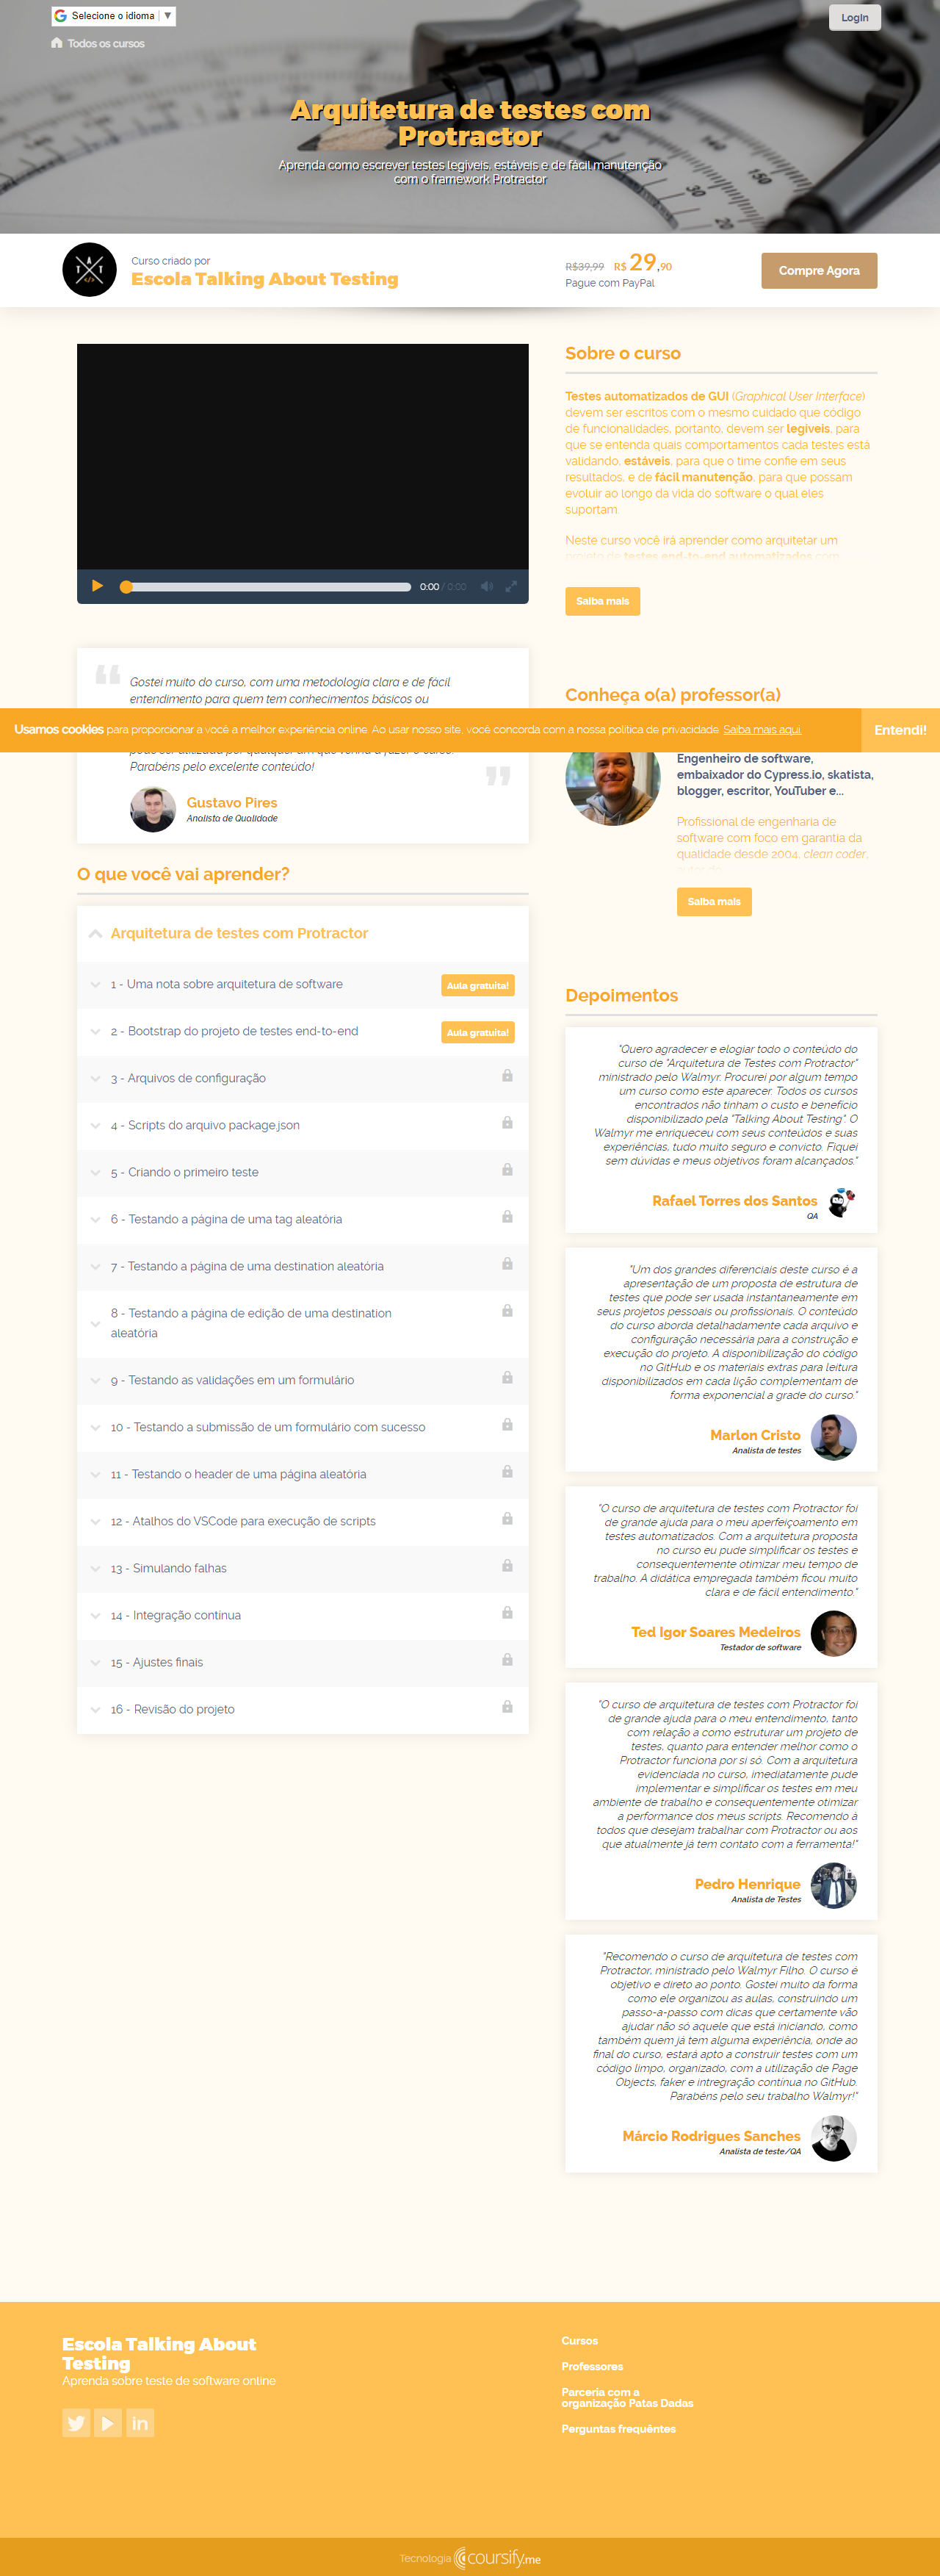 Selecione o idioma ▼
Login
Todos os cursos
Arquitetura de testes com
Protractor
Aprenda como escrever testes legíveis, estáveis e de fácil manutenção
com o framework Protractor
TAT
Curso criado por
Escola Talking About Testing
R$39,99 R$ 29,90
Pague com PayPal
Compre Agora
0:00 / 0:00
Sobre o curso
Testes automatizados de GUI (Graphical User Interface)
devem ser escritos com o mesmo cuidado que código
de funcionalidades, portanto, devem ser legíveis, para
que se entenda quais comportamentos cada testes está
validando, estáveis, para que o time confie em seus
resultados, e de fácil manutenção, para que possam
evoluir ao longo da vida do software o qual eles
suportam.
Neste curso você irá aprender como arquitetar um
projeto de testes end-to-end automatizados com
Saiba mais
Gostei muito do curso, com uma metodologia clara e de fácil
entendimento para quem tem conhecimentos básicos ou
Parabéns pelo excelente conteúdo!
Gustavo Pires
Analista de Qualidade
Conheça o(a) professor(a)
Usamos cookies para proporcionar a você a melhor experiência online. Ao usar nosso site, você concorda com a nossa política de privacidade. Saiba mais aqui.
Entendi!
Engenheiro de software,
embaixador do Cypress.io, skatista,
blogger, escritor, YouTuber e...
Profissional de engenharia de
software com foco em garantia da
qualidade desde 2004, clean coder,
Saiba mais
O que você vai aprender?
Arquitetura de testes com Protractor
1 - Uma nota sobre arquitetura de software
Aula gratuita!
2 - Bootstrap do projeto de testes end-to-end
Aula gratuita!
3 - Arquivos de configuração
4 - Scripts do arquivo package.json
5 - Criando o primeiro teste
6 - Testando a página de uma tag aleatória
7 - Testando a página de uma destination aleatória
8 - Testando a página de edição de uma destination
aleatória
9 - Testando as validações em um formulário
10 - Testando a submissão de um formulário com sucesso
11 - Testando o header de uma página aleatória
12 - Atalhos do VSCode para execução de scripts
13 - Simulando falhas
14 - Integração contínua
15 - Ajustes finais
16 - Revisão do projeto
Depoimentos
"Quero agradecer e elogiar todo o conteúdo do
curso de "Arquitetura de Testes com Protractor"
ministrado pelo Walmyr. Procurei por algum tempo
um curso como este aparecer. Todos os cursos
encontrados não tinham o custo e benefício
disponibilizado pela "Talking About Testing". O
Walmyr me enriqueceu com seus conteúdos e suas
experiências, tudo muito seguro e convicto. Fiquei
sem dúvidas e meus objetivos foram alcançados."
Rafael Torres dos Santos
QA
"Um dos grandes diferenciais deste curso é a
apresentação de um proposta de estrutura de
testes que pode ser usada instantaneamente em
seus projetos pessoais ou profissionais. O conteúdo
do curso aborda detalhadamente cada arquivo e
configuração necessária para a construção e
execução do projeto. A disponibilização do código
no GitHub e os materiais extras para leitura
disponibilizados em cada lição complementam de
forma exponencial a grade do curso."
Marlon Cristo
Analista de testes
"O curso de arquitetura de testes com Protractor foi
de grande ajuda para o meu aperfeiçoamento em
testes automatizados. Com a arquitetura proposta
no curso eu pude simplificar os testes e
consequentemente otimizar meu tempo de
trabalho. A didática empregada também ficou muito
clara e de fácil entendimento."
Ted Igor Soares Medeiros
Testador de software
"O curso de arquitetura de testes com Protractor foi
de grande ajuda para o meu entendimento, tanto
com relação a como estruturar um projeto de
testes, quanto para entender melhor como o
Protractor funciona por si só. Com a arquitetura
evidenciada no curso, imediatamente pude
implementar e simplificar os testes em meu
ambiente de trabalho e consequentemente otimizar
a performance dos meus scripts. Recomendo à
todos que desejam trabalhar com Protractor ou aos
que atualmente já tem contato com a ferramenta!"
Pedro Henrique
Analista de Testes
"Recomendo o curso de arquitetura de testes com
Protractor, ministrado pelo Walmyr Filho. O curso é
objetivo e direto ao ponto. Gostei muito da forma
como ele organizou as aulas, construindo um
passo-a-passo com dicas que certamente vão
ajudar não só aquele que está iniciando, como
também quem já tem alguma experiência, onde ao
final do curso, estará apto a construir testes com um
código limpo, organizado, com a utilização de Page
Objects, faker e intregração contínua no GitHub.
Parabéns pelo seu trabalho Walmyr!"
Márcio Rodrigues Sanches
Analista de teste/QA
Escola Talking About
Testing
Aprenda sobre teste de software online
in
Cursos
Professores
Parceria com a
organização Patas Dadas
Perguntas frequêntes
Tecnologia coursify.me